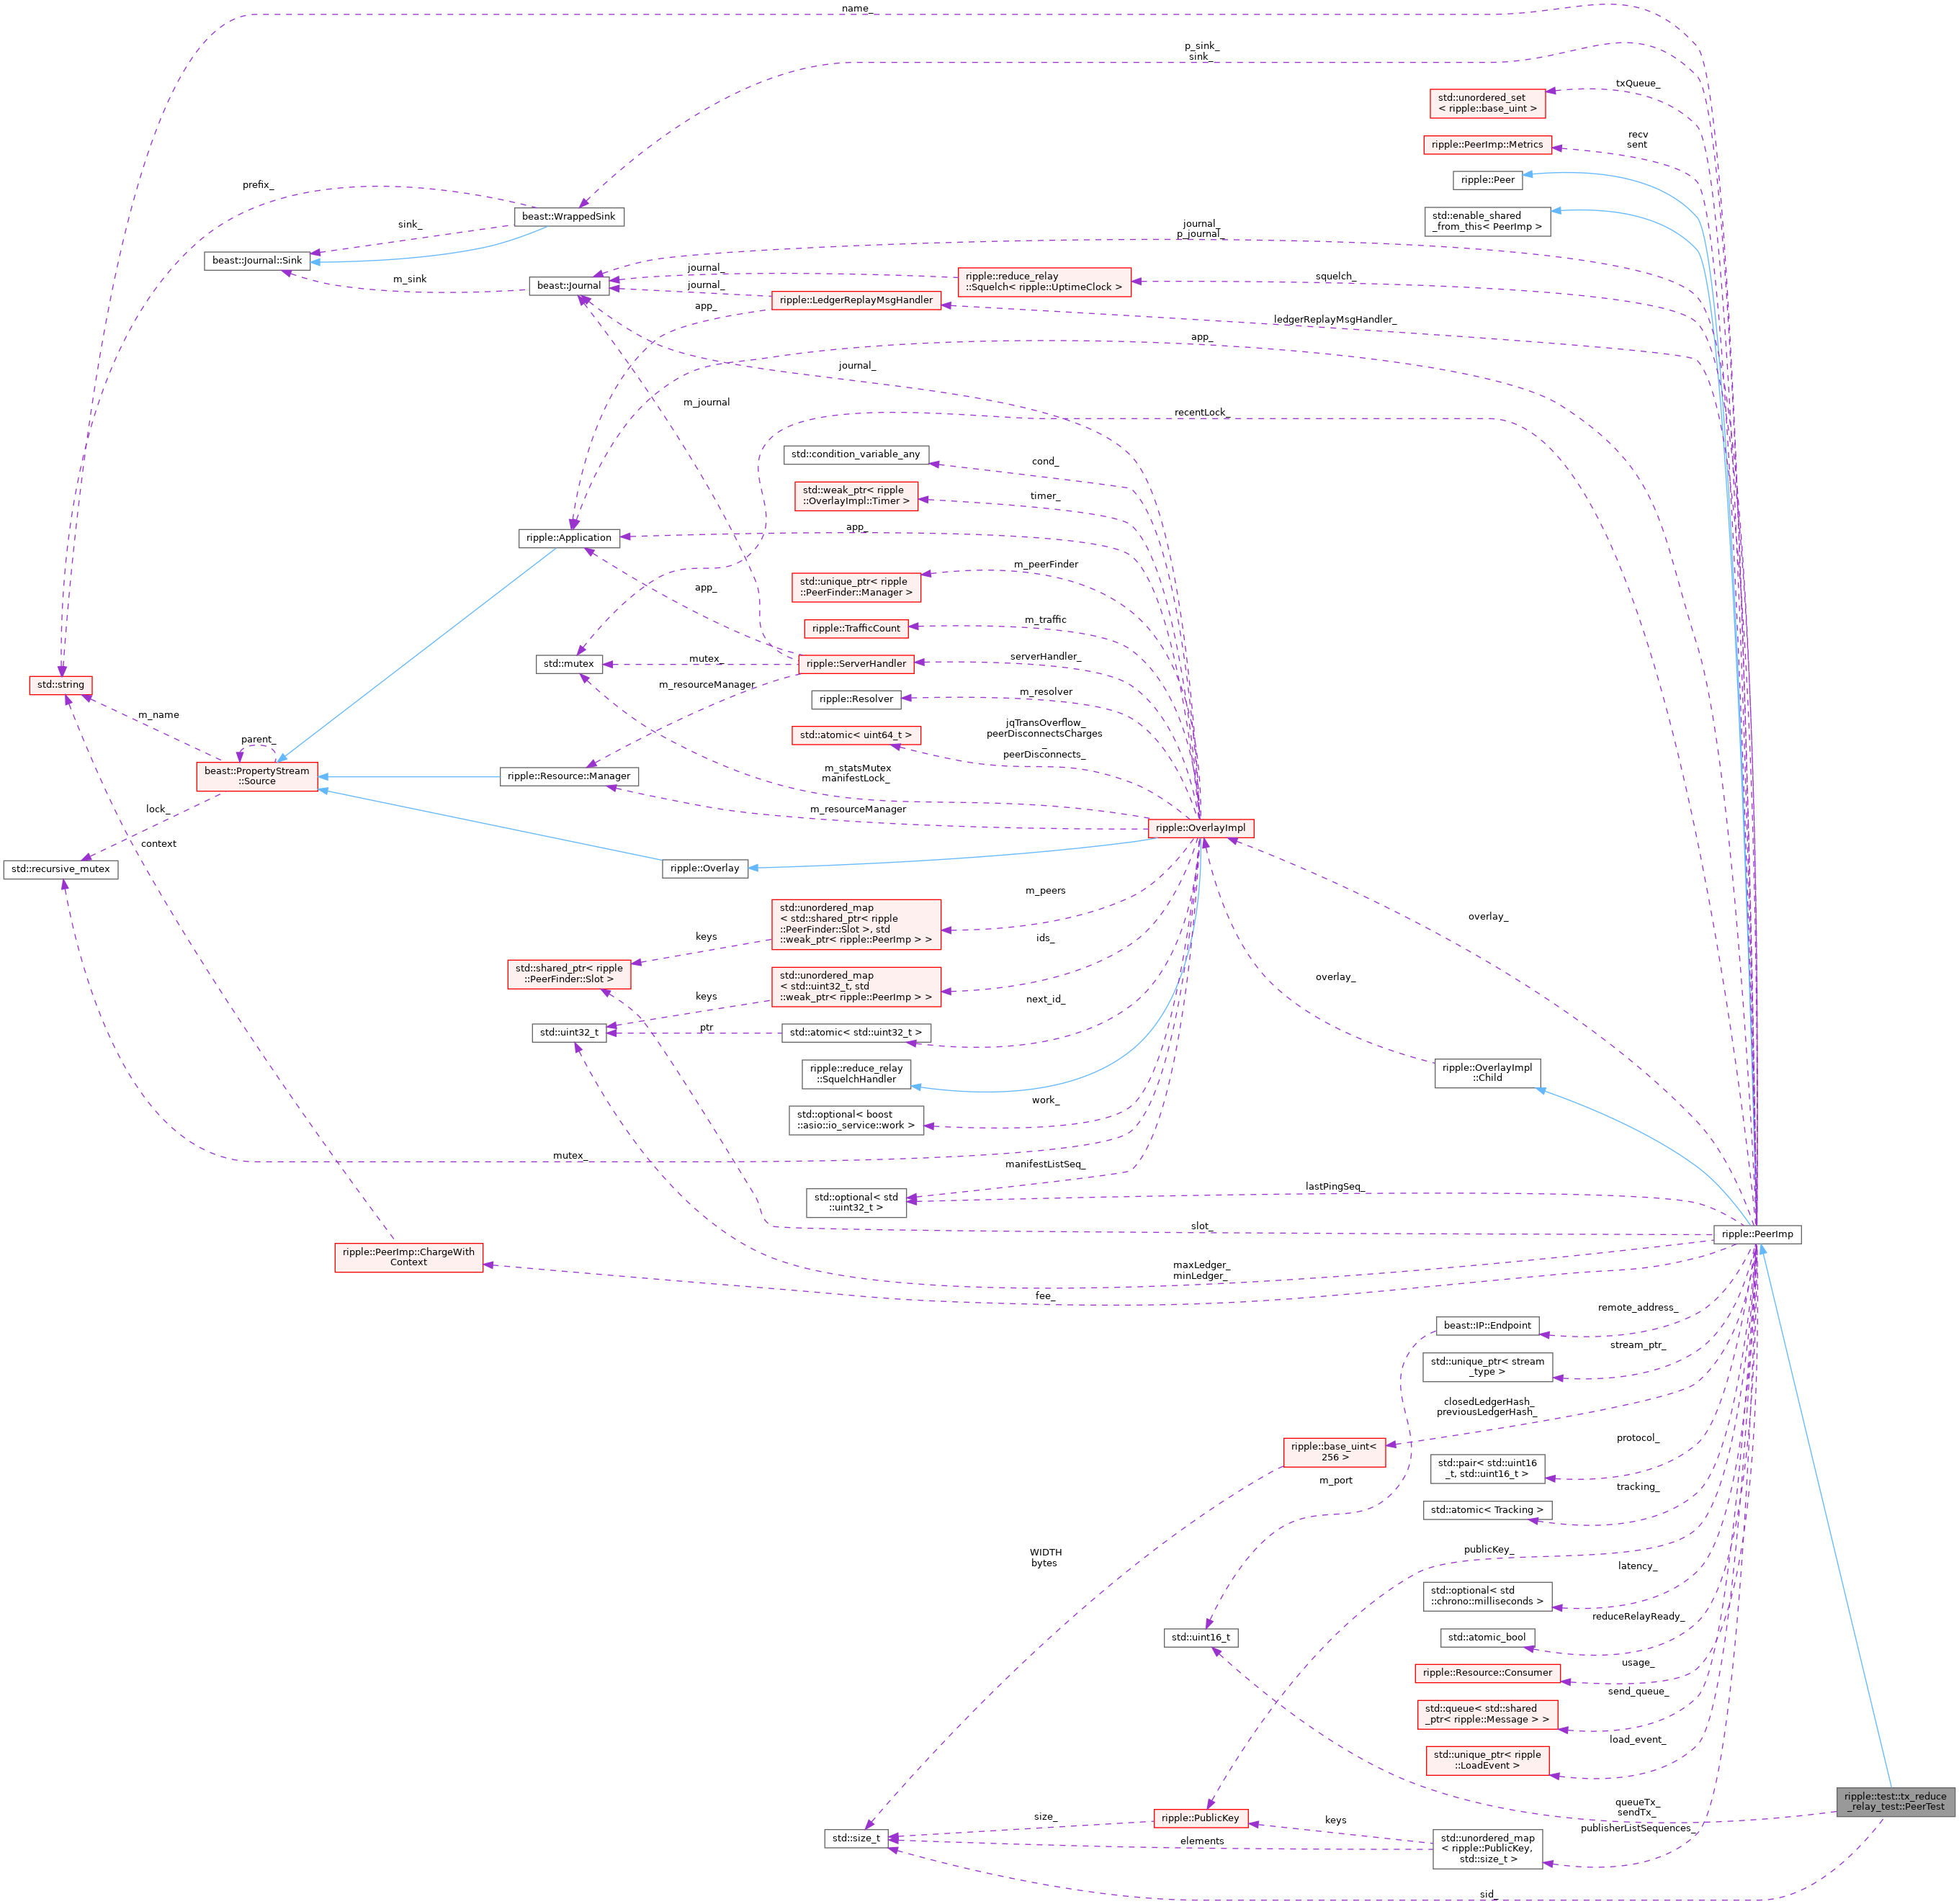 name_
p_sink_
sink_
txQueue_
std::unordered_set
< ripple::base_uint >
recv
sent
ripple::PeerImp::Metrics
ripple::Peer
prefix_
beast::WrappedSink
std::enable_shared
_from_this< PeerImp >
sink_
journal_
p_journal_
beast::Journal::Sink
m_sink
beast::Journal
journal_
ripple::reduce_relay
::Squelch< ripple::UptimeClock >
squelch_
journal_
ripple::LedgerReplayMsgHandler
app_
ledgerReplayMsgHandler_
app_
journal_
m_journal
recentLock_
std::condition_variable_any
cond_
std::weak_ptr< ripple
::OverlayImpl::Timer >
timer_
ripple::Application
app_
m_peerFinder
std::unique_ptr< ripple
::PeerFinder::Manager >
app_
m_traffic
ripple::TrafficCount
std::mutex
mutex_
ripple::ServerHandler
serverHandler_
std::string
m_resourceManager
m_resolver
ripple::Resolver
m_name
jqTransOverflow_
peerDisconnectsCharges
_
peerDisconnects_
std::atomic< uint64_t >
parent_
beast::PropertyStream
::Source
ripple::Resource::Manager
m_statsMutex
manifestLock_
lock_
m_resourceManager
ripple::OverlayImpl
context
std::recursive_mutex
ripple::Overlay
m_peers
std::unordered_map
< std::shared_ptr< ripple
::PeerFinder::Slot >, std
::weak_ptr< ripple::PeerImp > >
keys
ids_
overlay_
std::shared_ptr< ripple
::PeerFinder::Slot >
std::unordered_map
< std::uint32_t, std
::weak_ptr< ripple::PeerImp > >
keys
overlay_
next_id_
std::uint32_t
ptr
std::atomic< std::uint32_t >
ripple::reduce_relay
::SquelchHandler
ripple::OverlayImpl
::Child
work_
std::optional< boost
::asio::io_service::work >
mutex_
manifestListSeq_
lastPingSeq_
std::optional< std
::uint32_t >
slot_
ripple::PeerImp
ripple::PeerImp::ChargeWith
Context
maxLedger_
minLedger_
fee_
remote_address_
beast::IP::Endpoint
stream_ptr_
std::unique_ptr< stream
_type >
closedLedgerHash_
previousLedgerHash_
ripple::base_uint<
256 >
protocol_
std::pair< std::uint16
_t, std::uint16_t >
m_port
tracking_
std::atomic< Tracking >
WIDTH
bytes
publicKey_
latency_
std::optional< std
::chrono::milliseconds >
reduceRelayReady_
std::uint16_t
std::atomic_bool
usage_
ripple::Resource::Consumer
send_queue_
std::queue< std::shared
_ptr< ripple::Message > >
load_event_
std::unique_ptr< ripple
::LoadEvent >
ripple::test::tx_reduce
_relay_test::PeerTest
queueTx_
sendTx_
size_
ripple::PublicKey
keys
publisherListSequences_
std::size_t
elements
std::unordered_map
< ripple::PublicKey,
std::size_t >
sid_